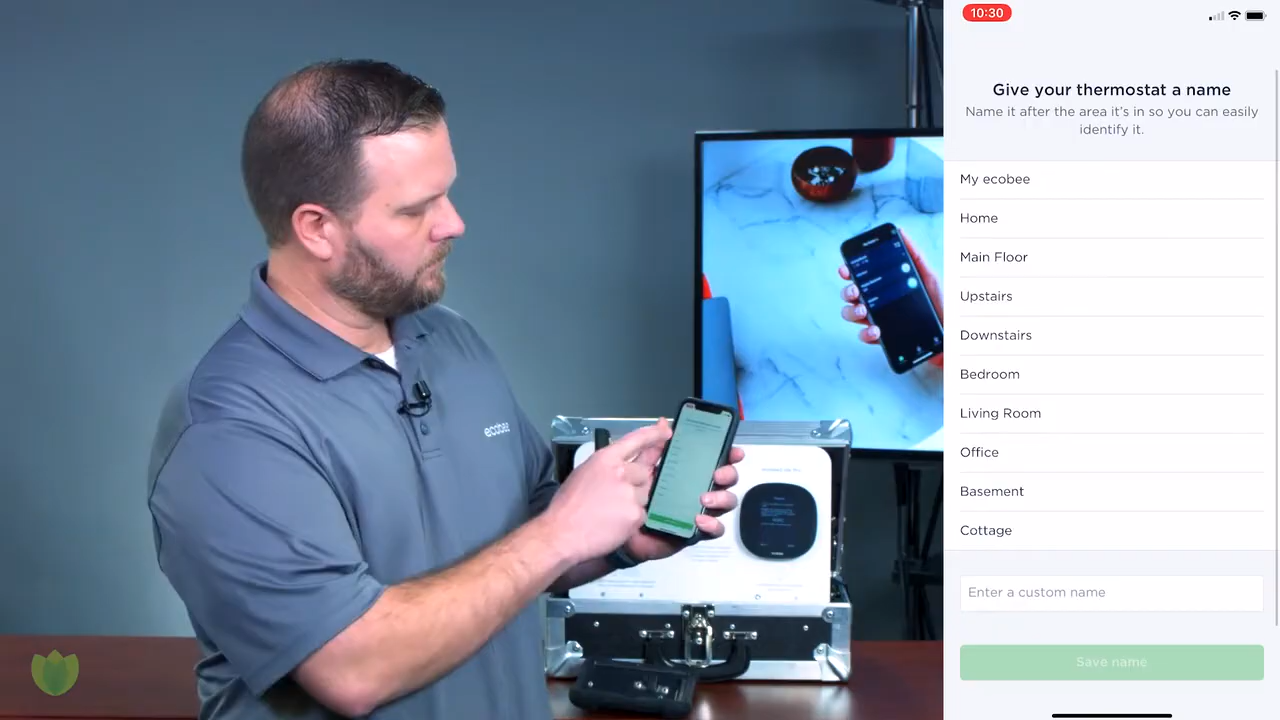 10:30
Give your thermostat a name
Name it after the area it's in so you can easily
identify it.
My ecobee
Home
Main Floor
Upstairs
Downstairs
Bedroom
Living Room
Office
Basement
Cottage
Enter a custom name
Save name
ecobee